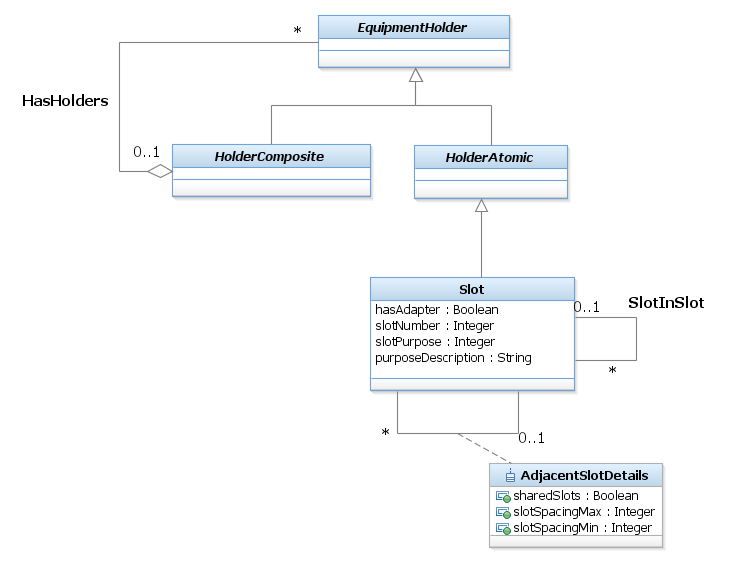 EquipmentHolder
*
HasHolders
0..1
HolderComposite
HolderAtomic
Slot
hasAdapter : Boolean
slotNumber : Integer
slotPurpose : Integer
purposeDescription : String
0..1
SlotInSlot
*
*
0..1
AdjacentSlotDetails
sharedSlots : Boolean
slotSpacingMax : Integer
slotSpacingMin : Integer